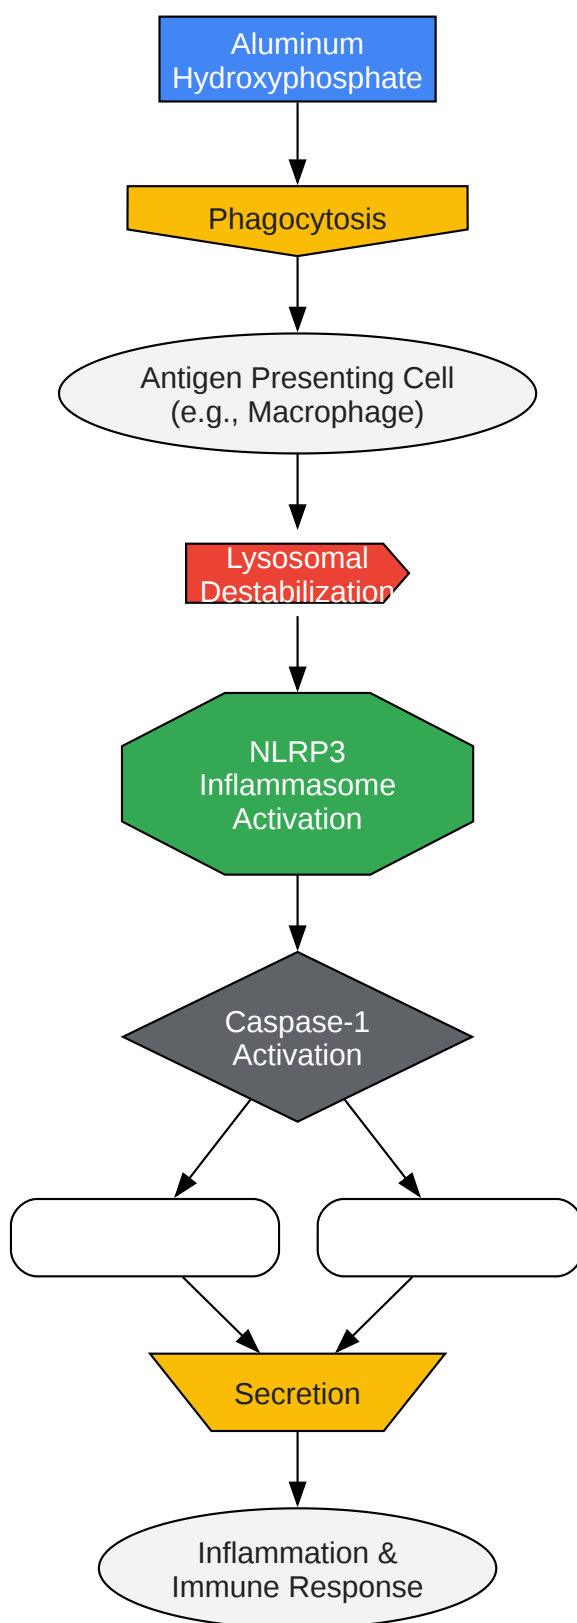 Aluminum
Hydroxyphosphate
Phagocytosis
Antigen Presenting Cell
(e.g., Macrophage)
Lysosomal
Destabilization
NLRP3
Inflammasome
Activation
Caspase-1
Activation
Secretion
Inflammation &
Immune Response